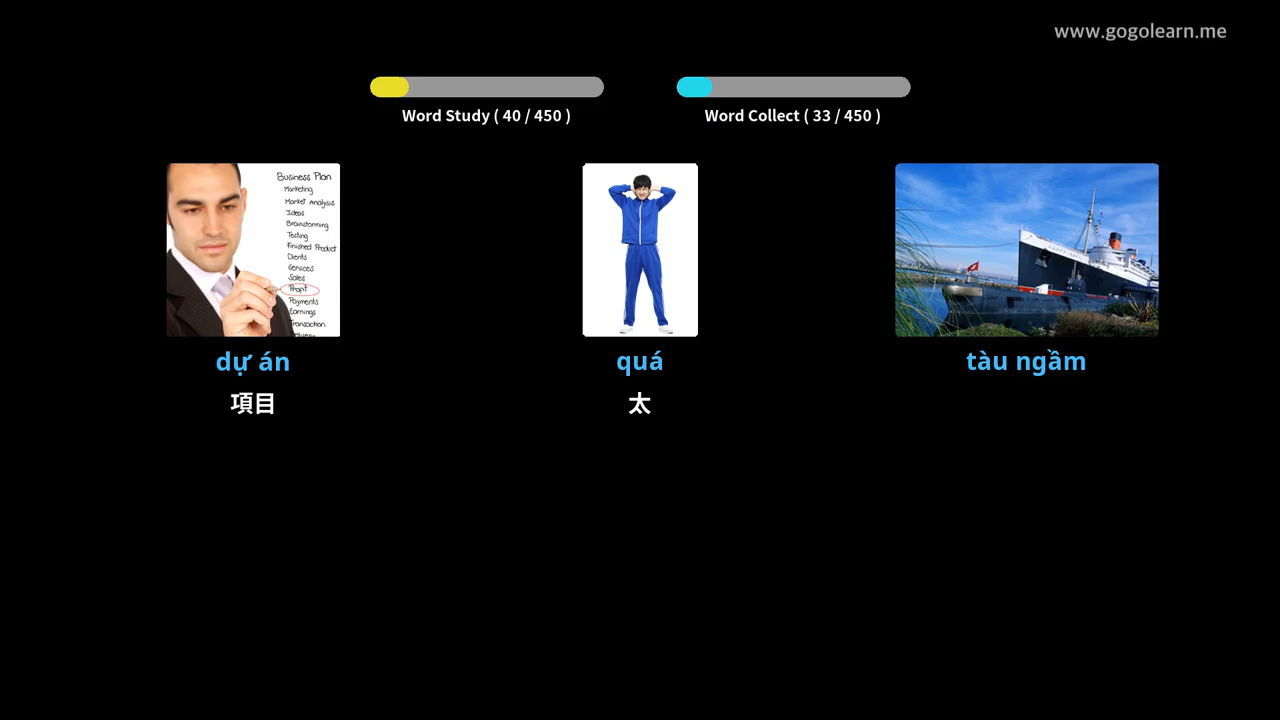 www.gogolearn.me
Word Study ( 40 / 450 )
Word Collect ( 33 / 450 )
Business Plan
Marketing
Market Analysis
Ideas
Brainstorming
Testing
Finished Product
Clients
Services
Sales
Profit
Payments
Earnings
Transaction
dự án
項目
quá
太
tàu ngầm